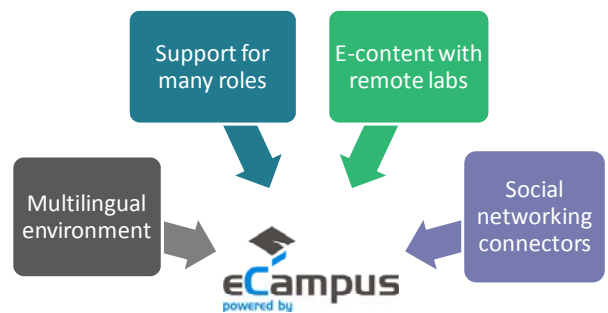 Support for
many roles
E-content with
remote labs
Multilingual
environment
Social
networking
connectors
eCampus
powered by